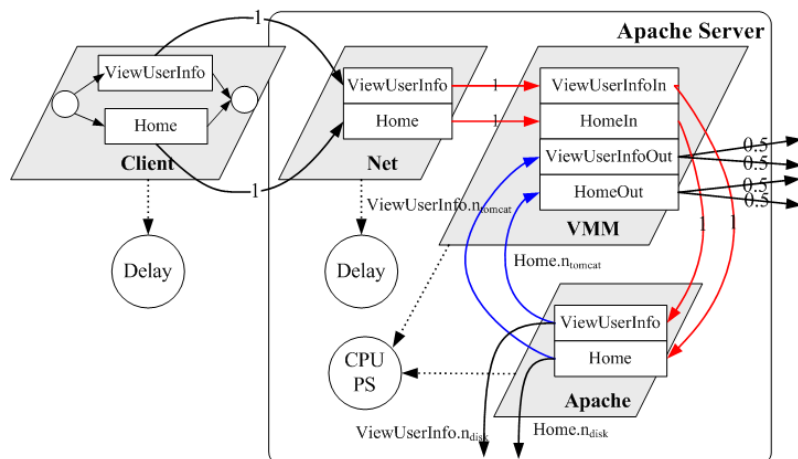 1
Apache Server
ViewUserInfo
Home
Client
ViewUserInfo
Home
Net
1
1
ViewUserInfoIn
HomeIn
ViewUserInfoOut
HomeOut
VMM
0.5
0.5
0.5
0.5
1
ViewUserInfo.ntomcat
1
1
Delay
Delay
Home.ntomcat
CPU
PS
ViewUserInfo
Home
Apache
ViewUserInfo.ndisk
Home.ndisk